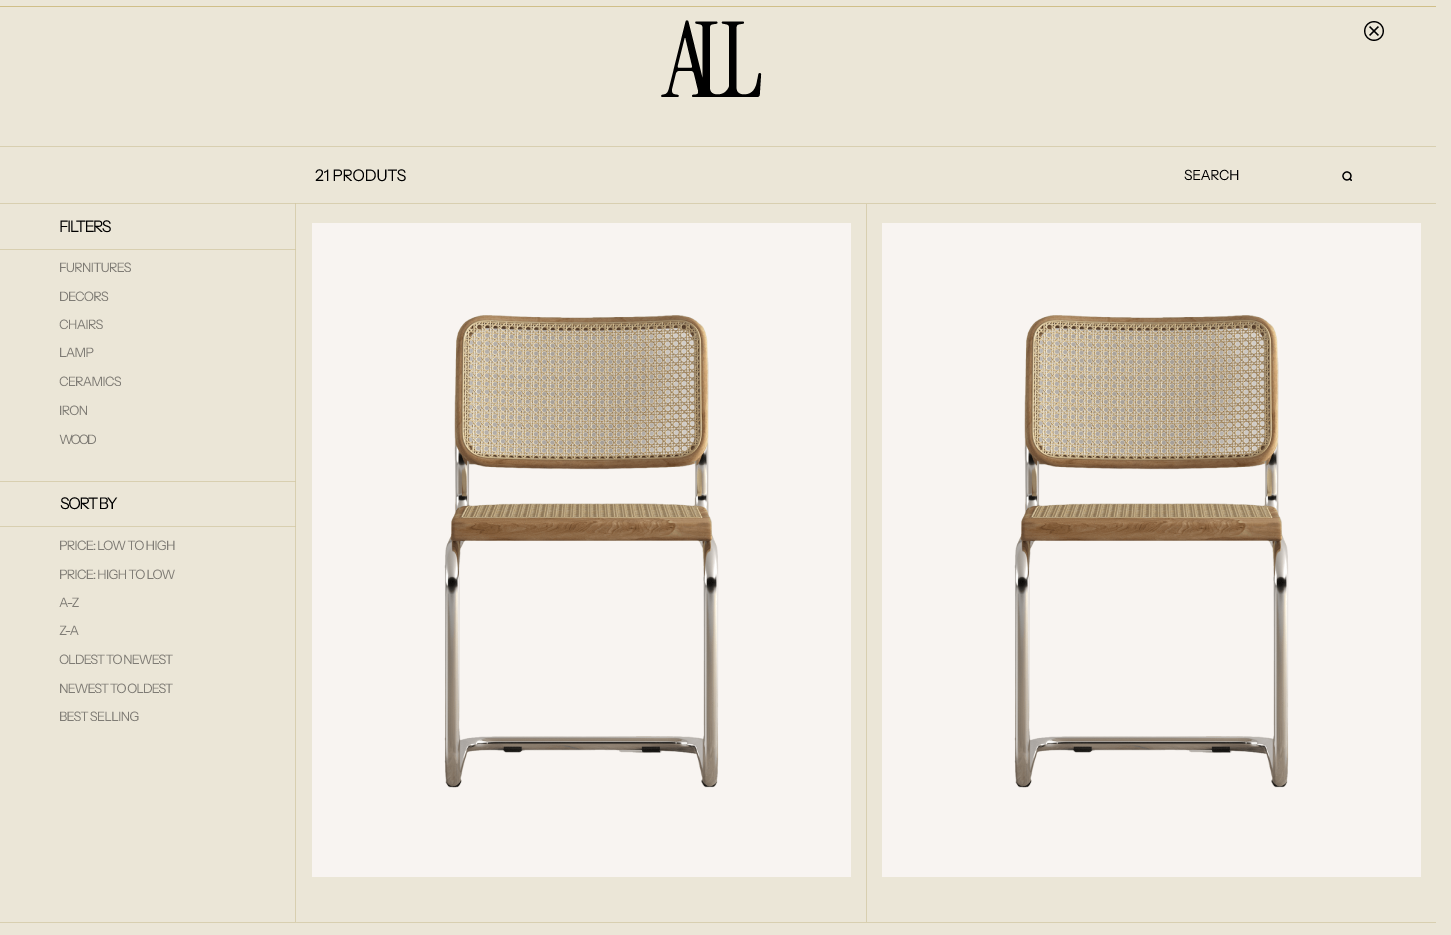 ALL
21 PRODUTS
SEARCH
FILTERS
FURNITURES
DECORS
CHAIRS
LAMP
CERAMICS
IRON
WOOD
SORT BY
PRICE: LOW TO HIGH
PRICE: HIGH TO LOW
A-Z
Z-A
OLDEST TO NEWEST
NEWEST TO OLDEST
BEST SELLING